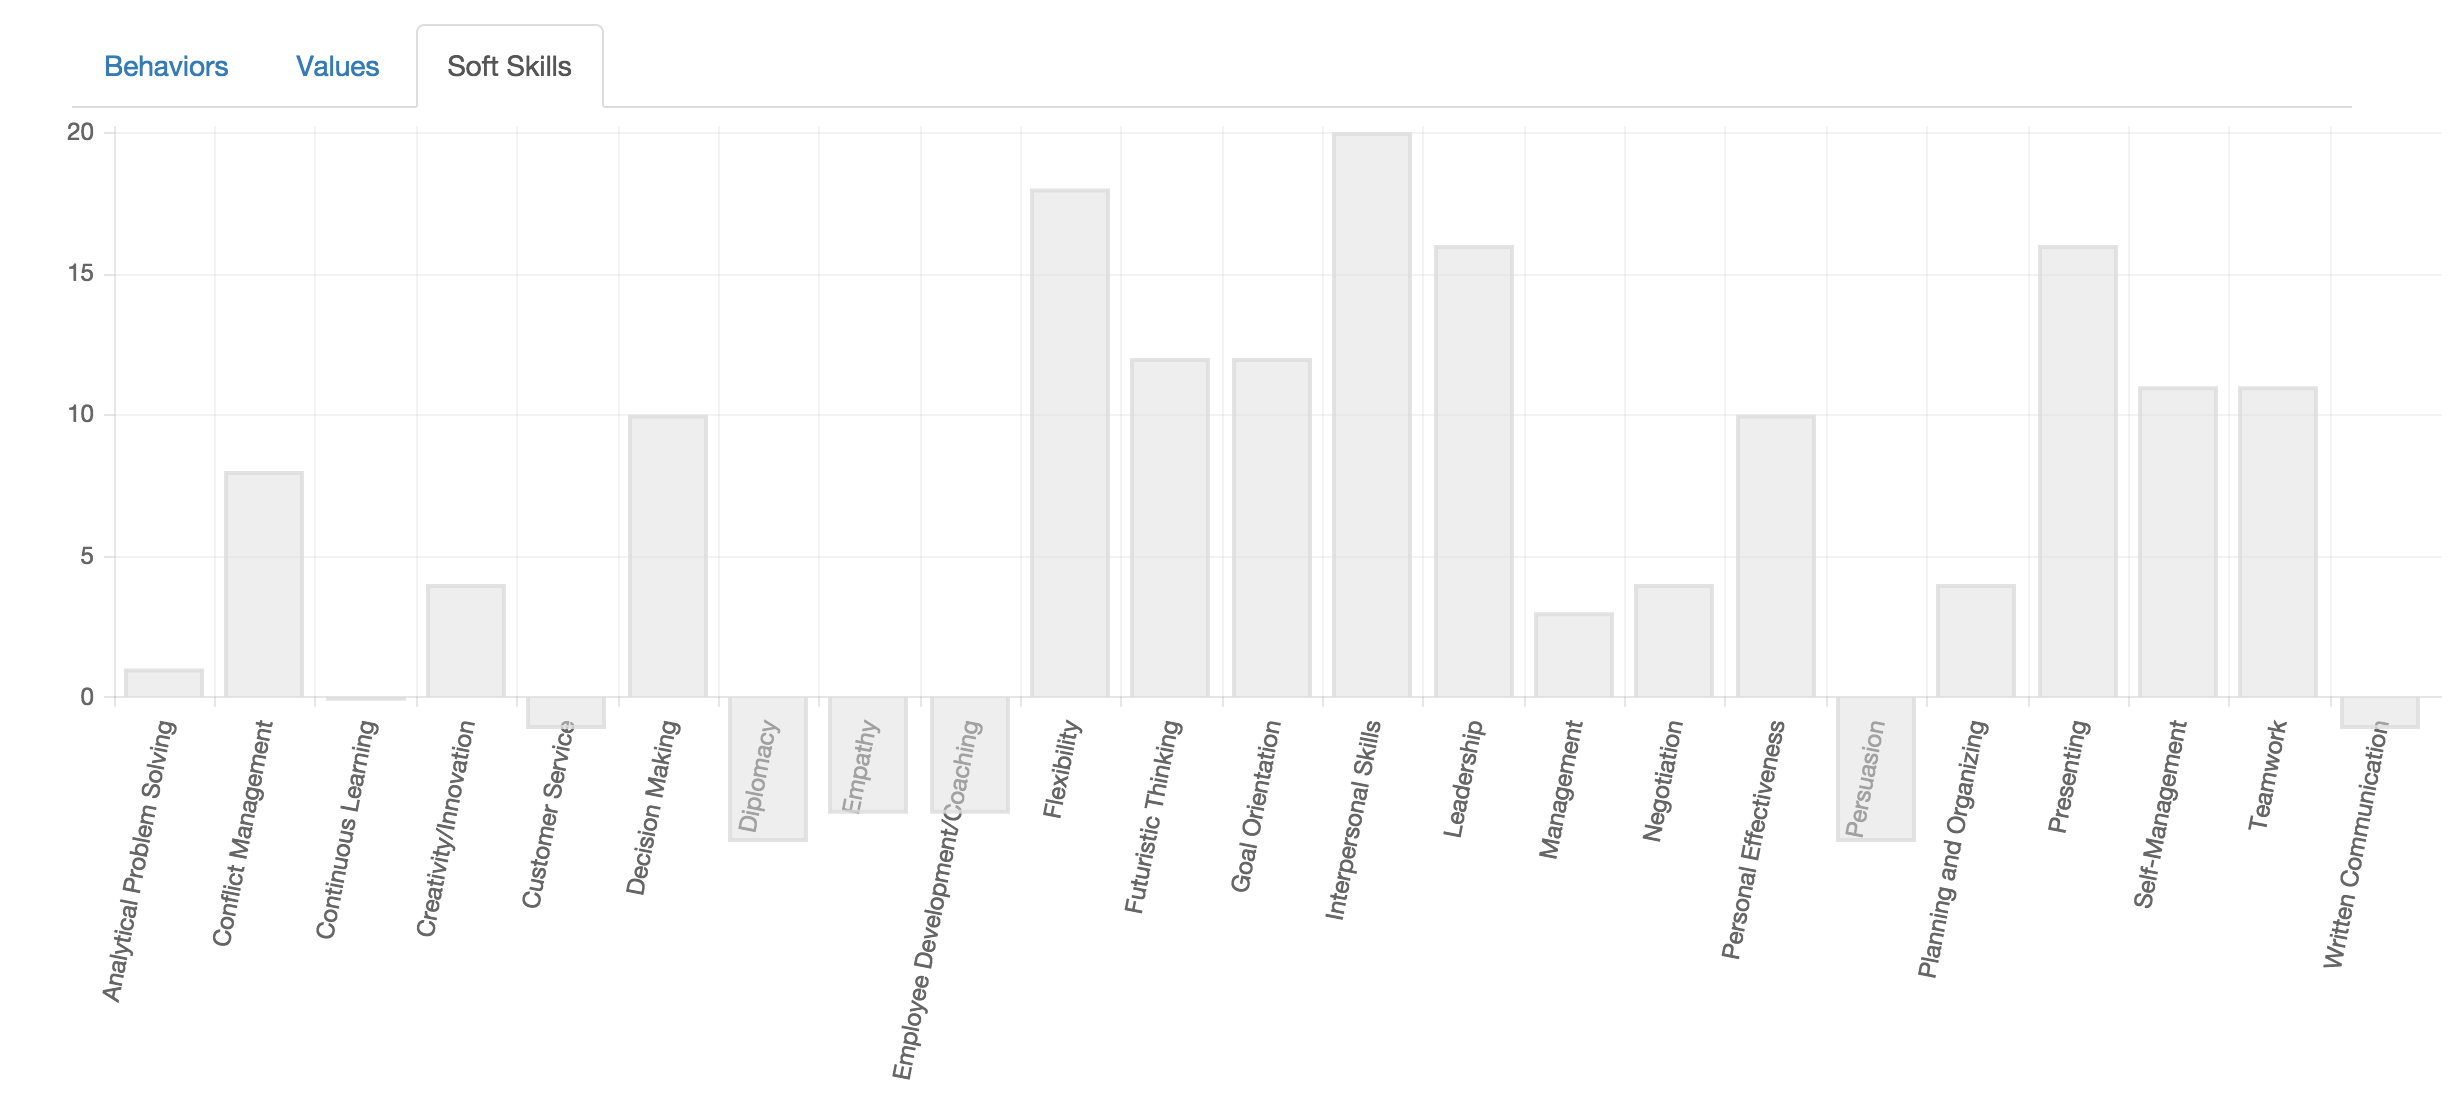 Behaviors Values Soft Skills
20
15
10
5
0
Analytical Problem Solving
Conflict Management
Continuous Learning
Creativity/Innovation
Customer Service
Decision Making
Diplomacy
Empathy
Employee Development/Coaching
Flexibility
Futuristic Thinking
Goal Orientation
Interpersonal Skills
Leadership
Management
Negotiation
Personal Effectiveness
Persuasion
Planning and Organizing
Presenting
Self-Management
Teamwork
Written Communication